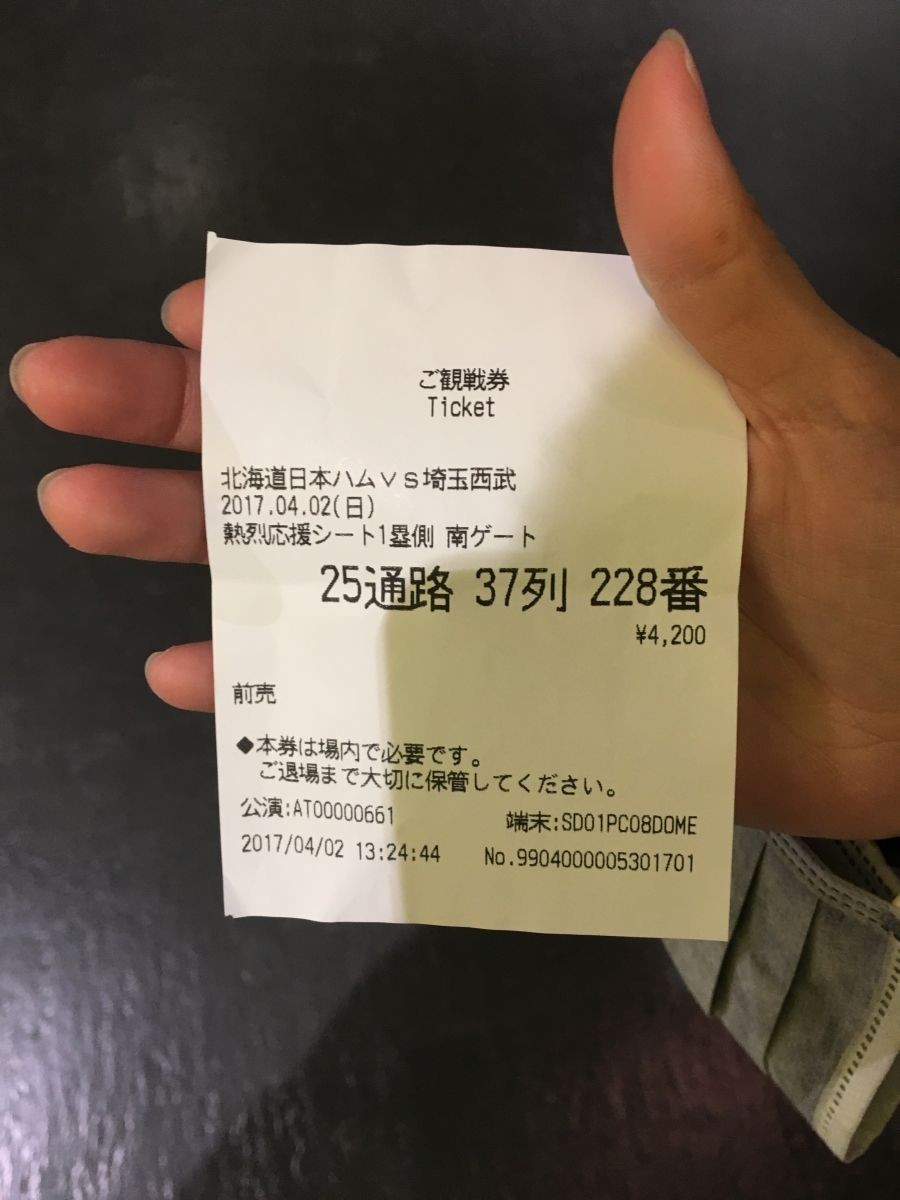 ご観戦券
Ticket
北海道日本ハムＶＳ埼玉西武
2017.04.02(日)
熱烈応援シート1塁側 南ゲート
25通路 37列 228番
¥4,200
前売
◆本券は場内で必要です。
ご退場まで大切に保管してください。
公演:AT00000661 端末:SD01PC08DOME
2017/04/02 13:24:44 No.9904000005301701